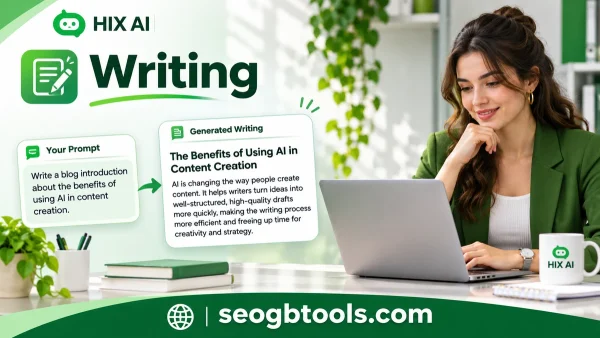 HIX AI
Writing
Your Prompt
Write a blog introduction
about the benefits of
using AI in content
creation.
Generated Writing
The Benefits of Using AI in
Content Creation
AI is changing the way people create
content. It helps writers turn ideas into
well-structured, high-quality drafts
more quickly, making the writing process
more efficient and freeing up time for
creativity and strategy.
HIX AI
seogbtools.com